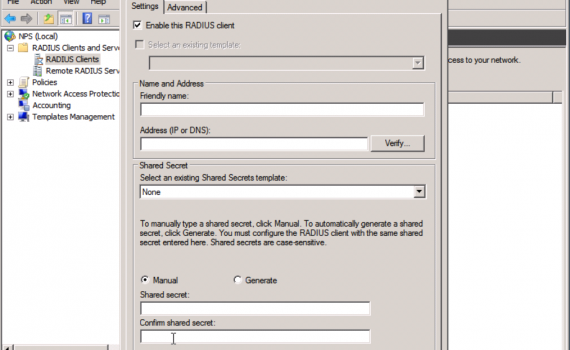 File Action View Help
NPS (Local)
RADIUS Clients and Serve
RADIUS Clients
Remote RADIUS Serv
Policies
Network Access Protectio
Accounting
Templates Management
Settings Advanced
Enable this RADIUS client
Select an existing template:
Name and Address
Friendly name:
Address (IP or DNS):
Verify...
Shared Secret
Select an existing Shared Secrets template:
None
To manually type a shared secret, click Manual. To automatically generate a shared
secret, click Generate. You must configure the RADIUS client with the same shared
secret entered here. Shared secrets are case-sensitive.
Manual Generate
Shared secret:
Confirm shared secret:
cess to your network.